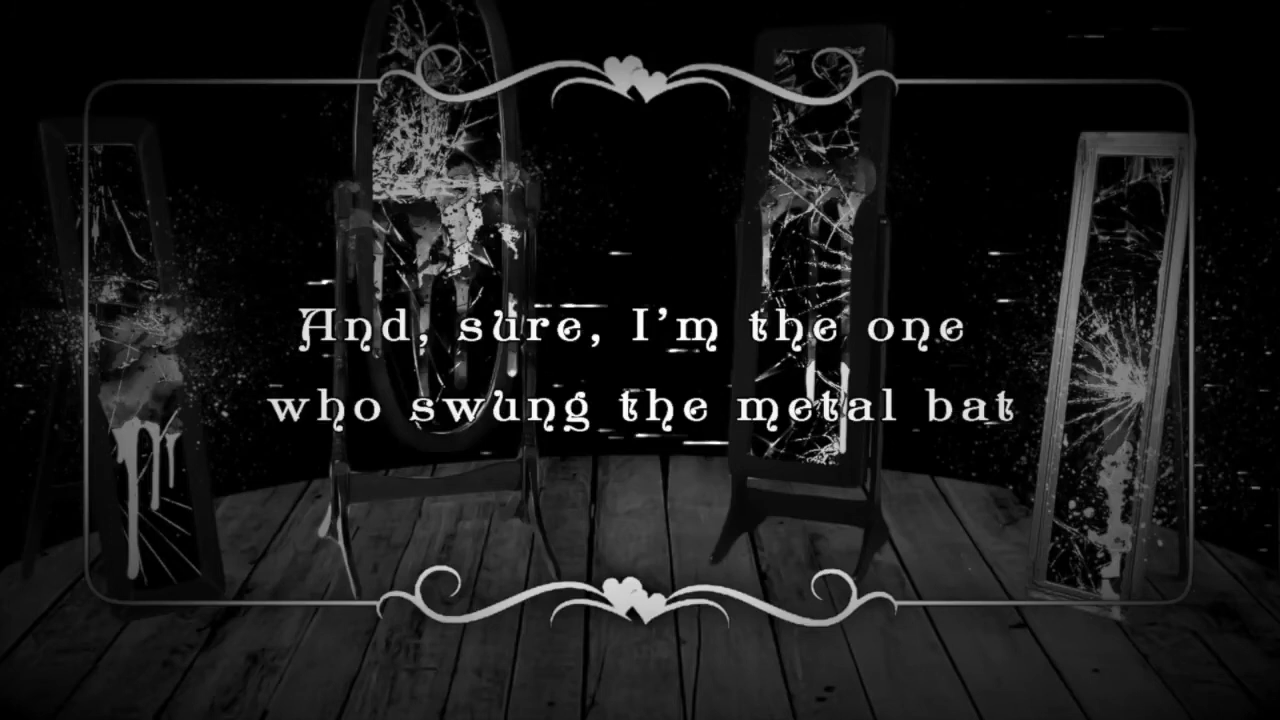 And, sure, I'm the one
who swung the metal bat